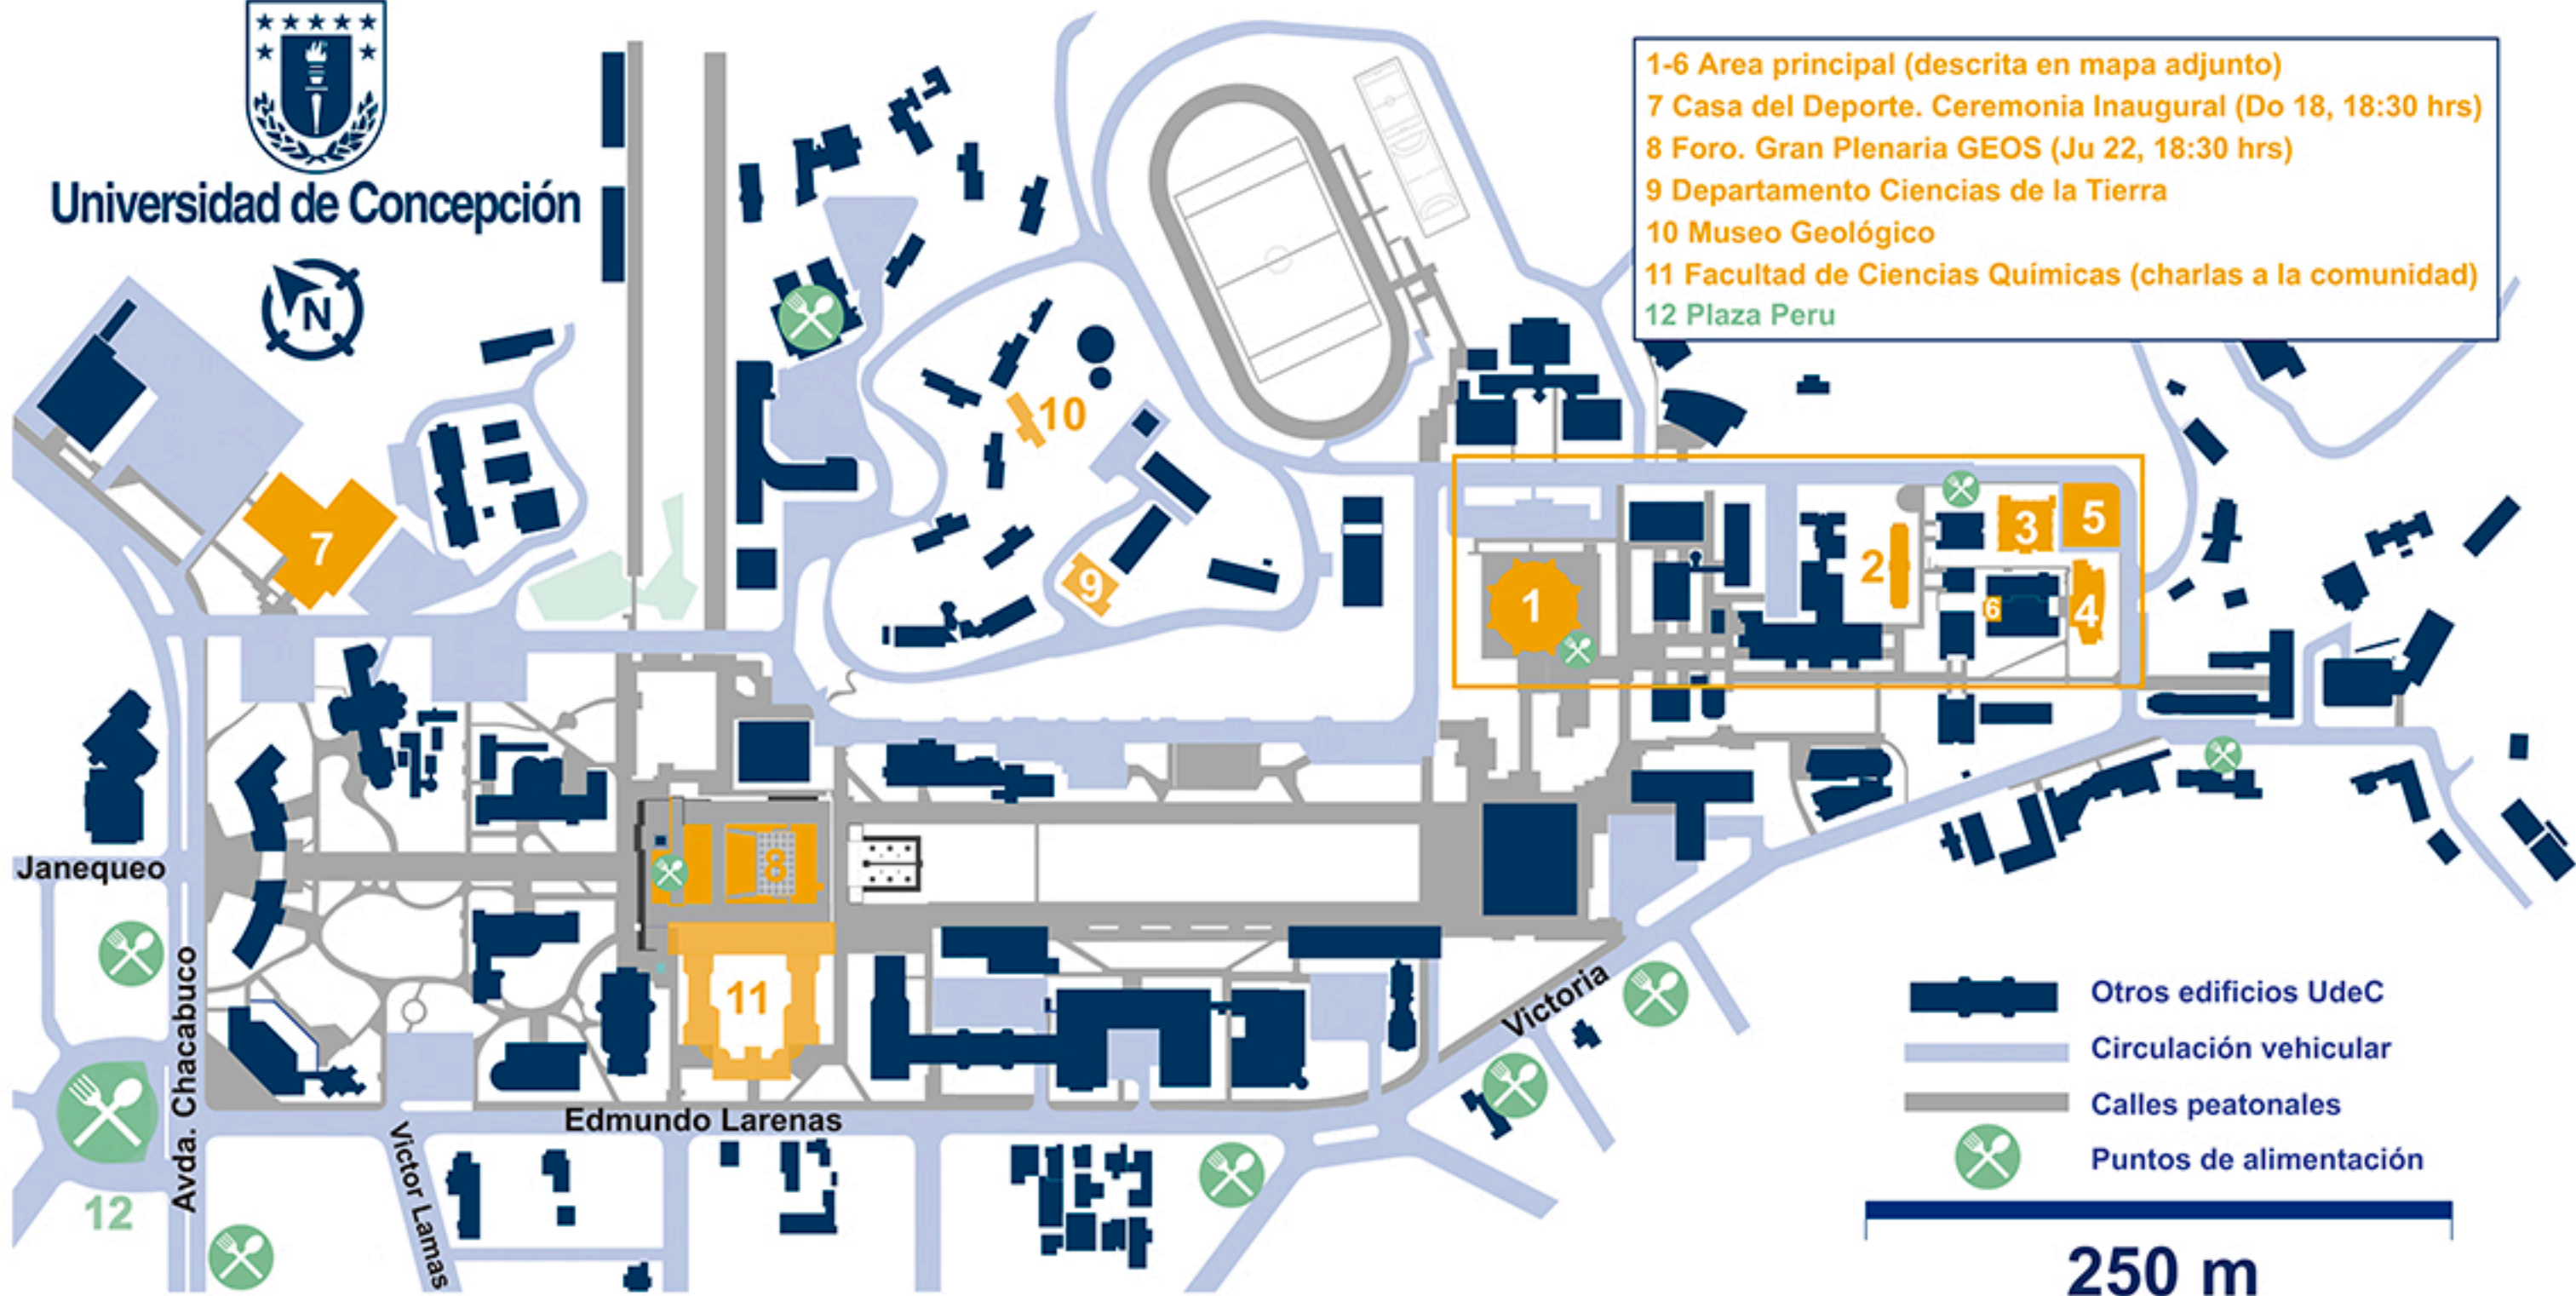 Universidad de Concepción
N
1-6 Area principal (descrita en mapa adjunto)
7 Casa del Deporte. Ceremonia Inaugural (Do 18, 18:30 hrs)
8 Foro. Gran Plenaria GEOS (Ju 22, 18:30 hrs)
9 Departamento Ciencias de la Tierra
10 Museo Geológico
11 Facultad de Ciencias Químicas (charlas a la comunidad)
12 Plaza Peru
10
7
9
1
2
3
5
6
4
8
11
12
Janequeo
Avda. Chacabuco
Victor Lamas
Edmundo Larenas
Victoria
Otros edificios UdeC
Circulación vehicular
Calles peatonales
Puntos de alimentación
250 m